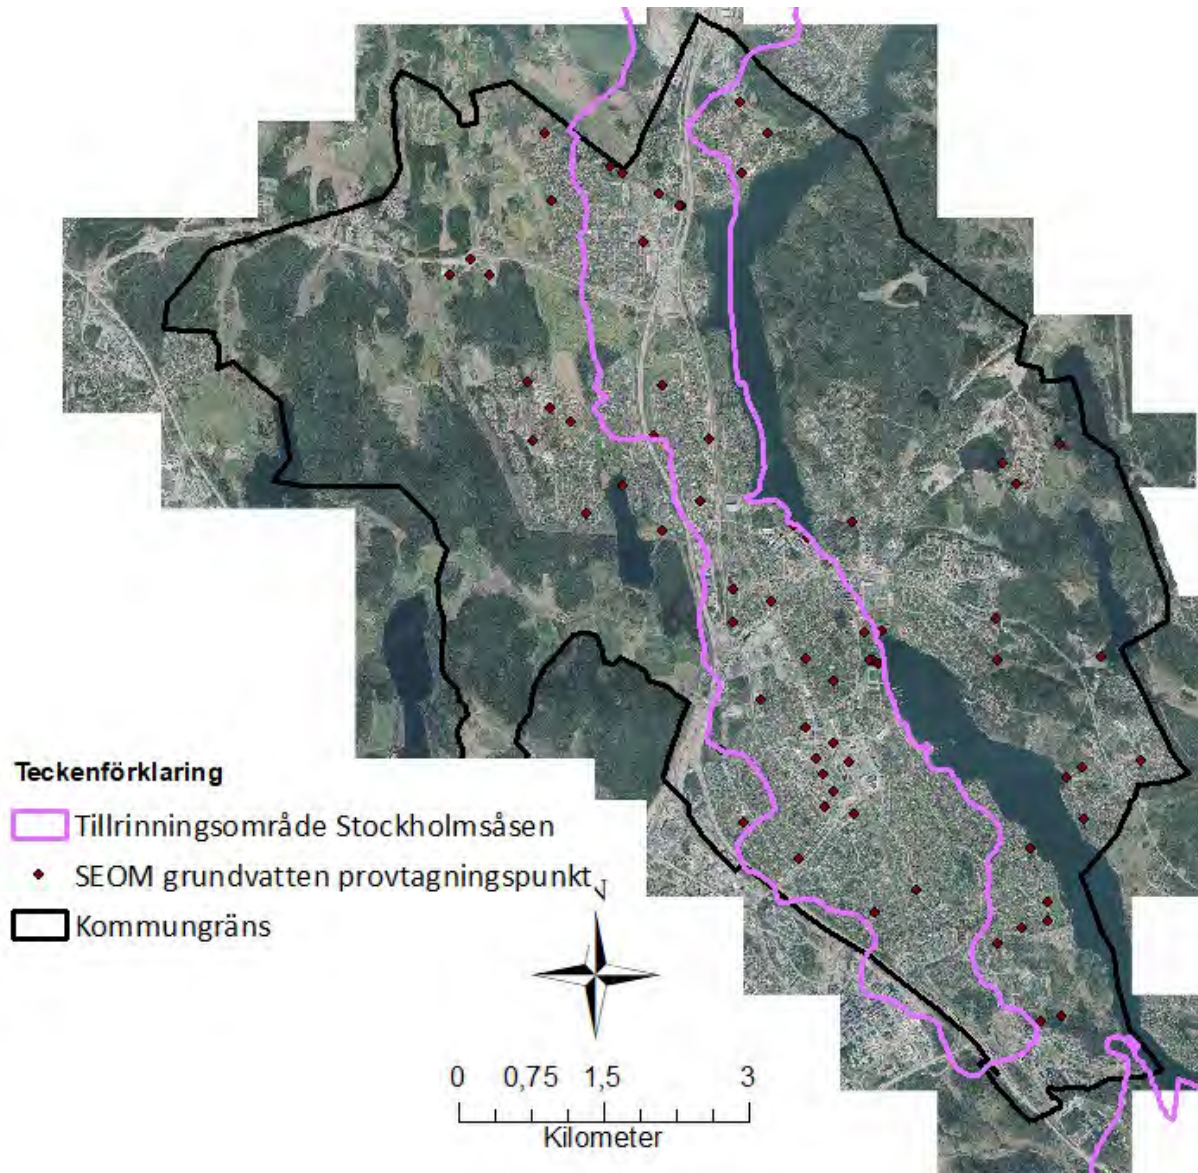 Teckenförklaring
Tillrinningsområde Stockholmsåsen
SEOM grundvatten provtagningspunkt
Kommungräns
0 0,75 1,5 3
Kilometer